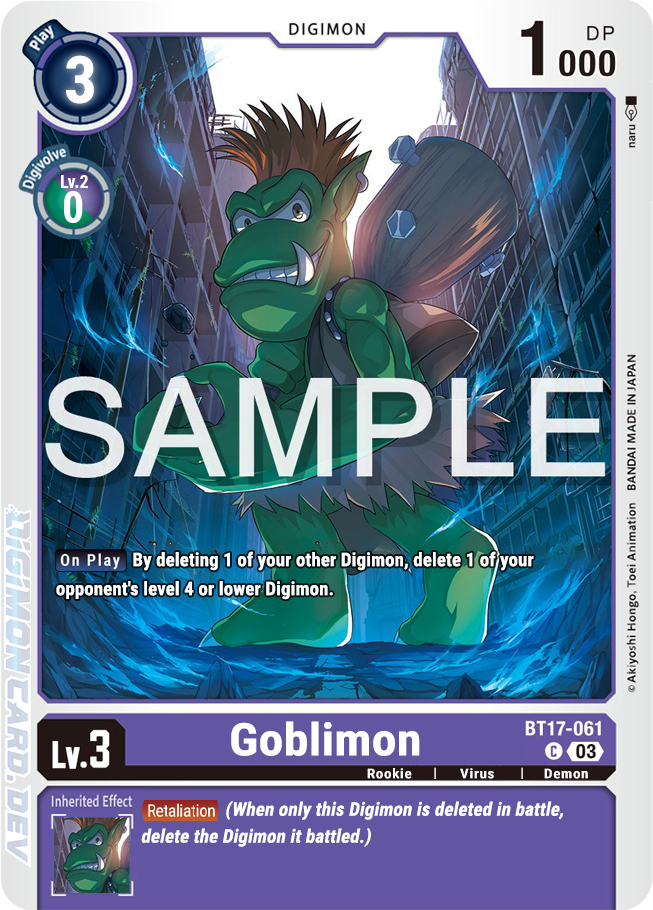 DIGIMON
Play
3
1000
DP
Digivolve
Lv.2
0
naru
SAMPLE
On Play By deleting 1 of your other Digimon, delete 1 of your
opponent's level 4 or lower Digimon.
© Akiyoshi Hongo, Toei Animation BANDAI MADE IN JAPAN
DIGIMON CARD.DEV
Lv.3
Goblimon
BT17-061
C 03
Rookie | Virus | Demon
Inherited Effect
Retaliation (When only this Digimon is deleted in battle,
delete the Digimon it battled.)